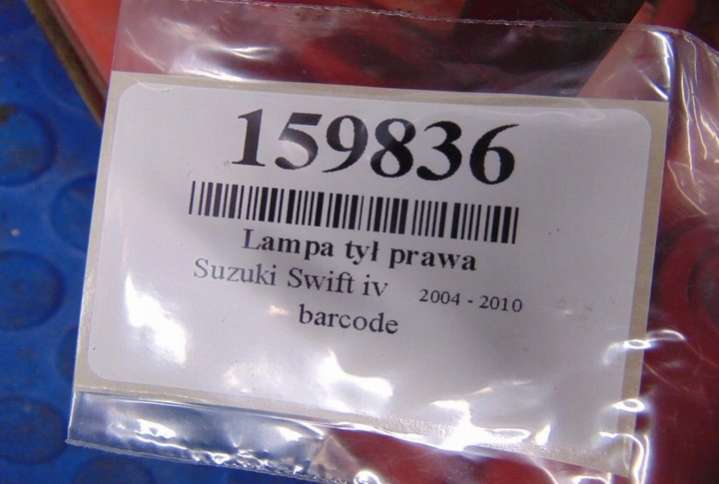 159836
Lampa tył prawa
Suzuki Swift iv 2004 - 2010
barcode